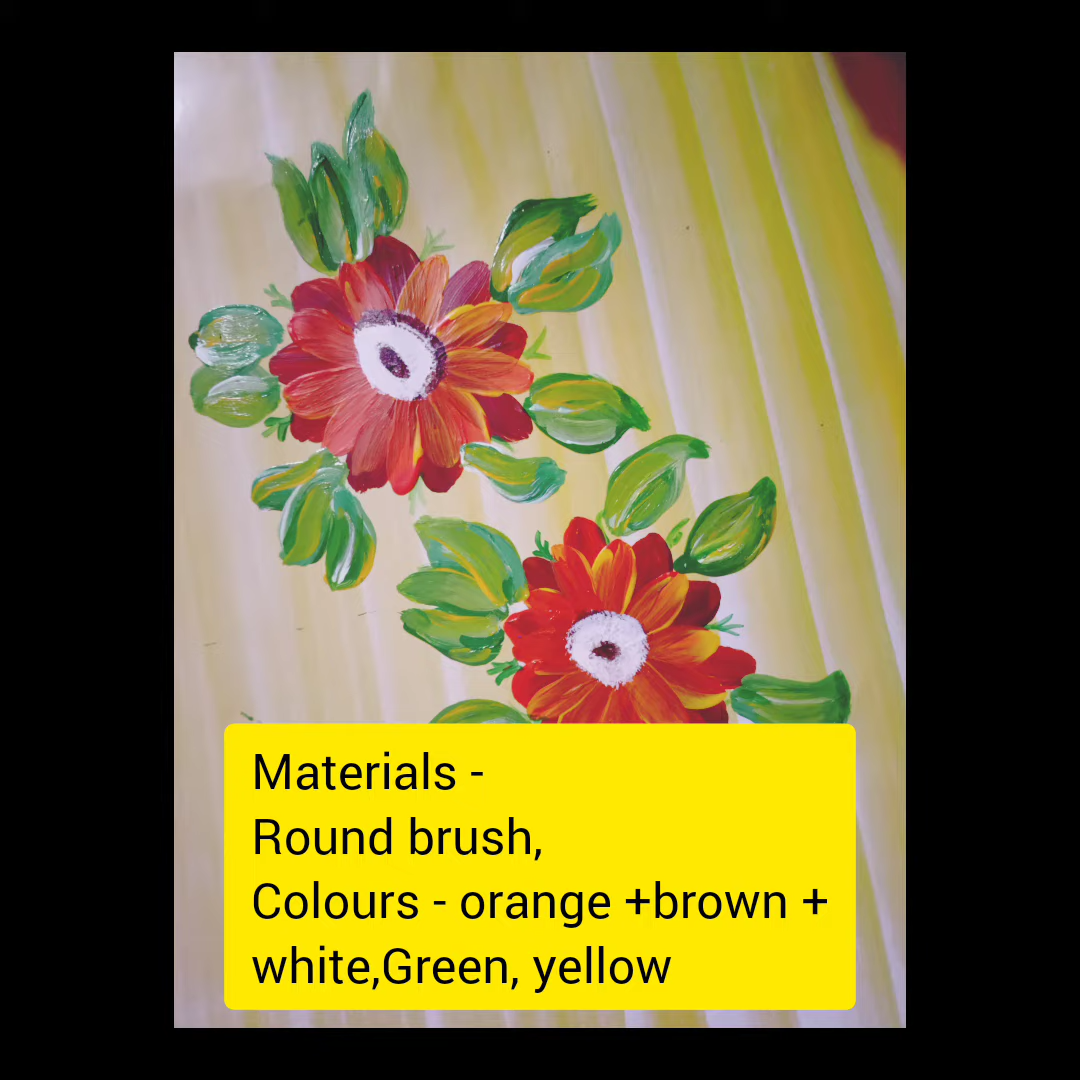 Materials -
Round brush,
Colours - orange +brown +
white,Green, yellow